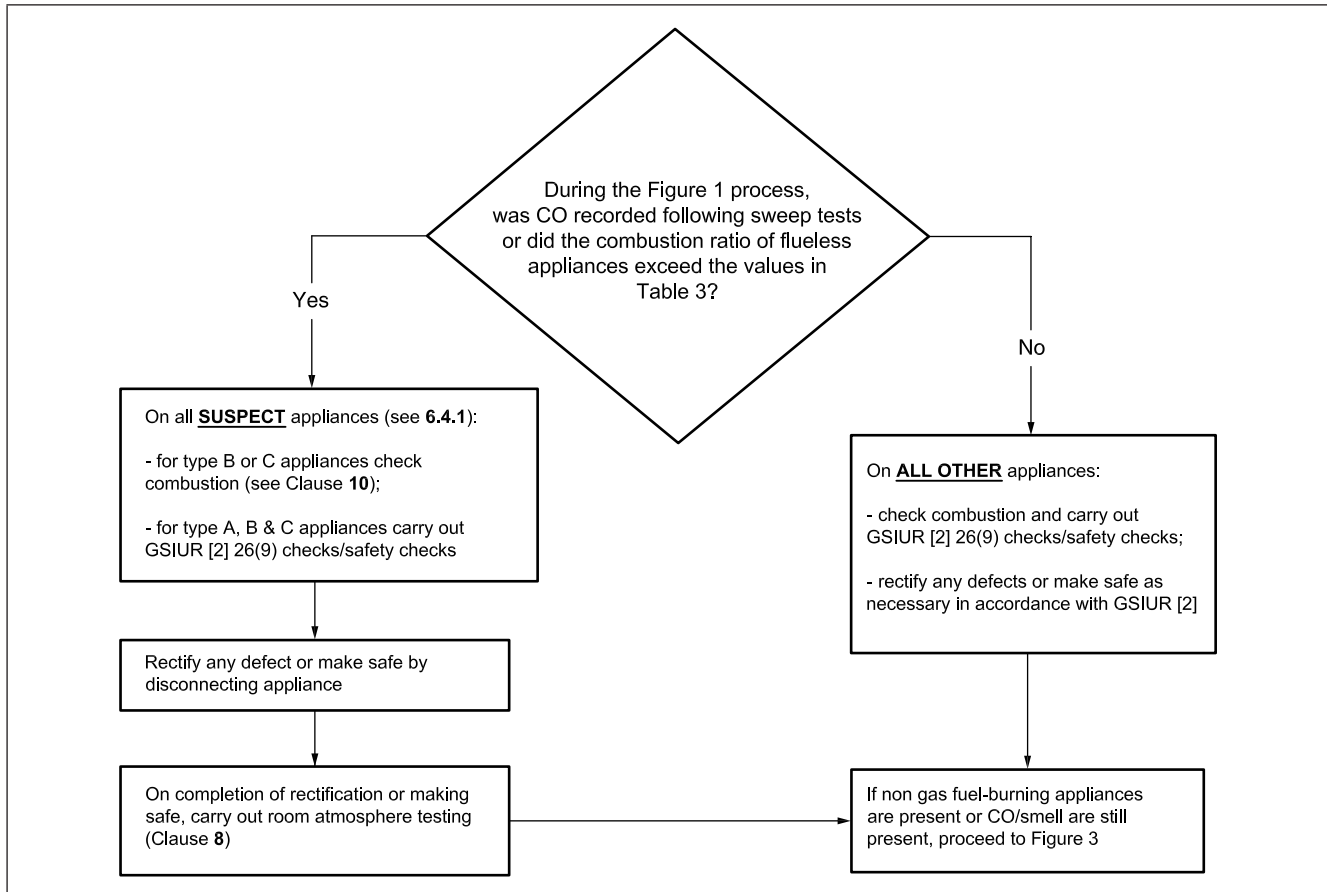 During the Figure 1 process,
was CO recorded following sweep tests
or did the combustion ratio of flueless
appliances exceed the values in
Table 3?
Yes
No
On all SUSPECT appliances (see 6.4.1):
- for type B or C appliances check
combustion (see Clause 10);
- for type A, B & C appliances carry out
GSIUR [2] 26(9) checks/safety checks
On ALL OTHER appliances:
- check combustion and carry out
GSIUR [2] 26(9) checks/safety checks;
- rectify any defects or make safe as
necessary in accordance with GSIUR [2]
Rectify any defect or make safe by
disconnecting appliance
On completion of rectification or making
safe, carry out room atmosphere testing
(Clause 8)
If non gas fuel-burning appliances
are present or CO/smell are still
present, proceed to Figure 3